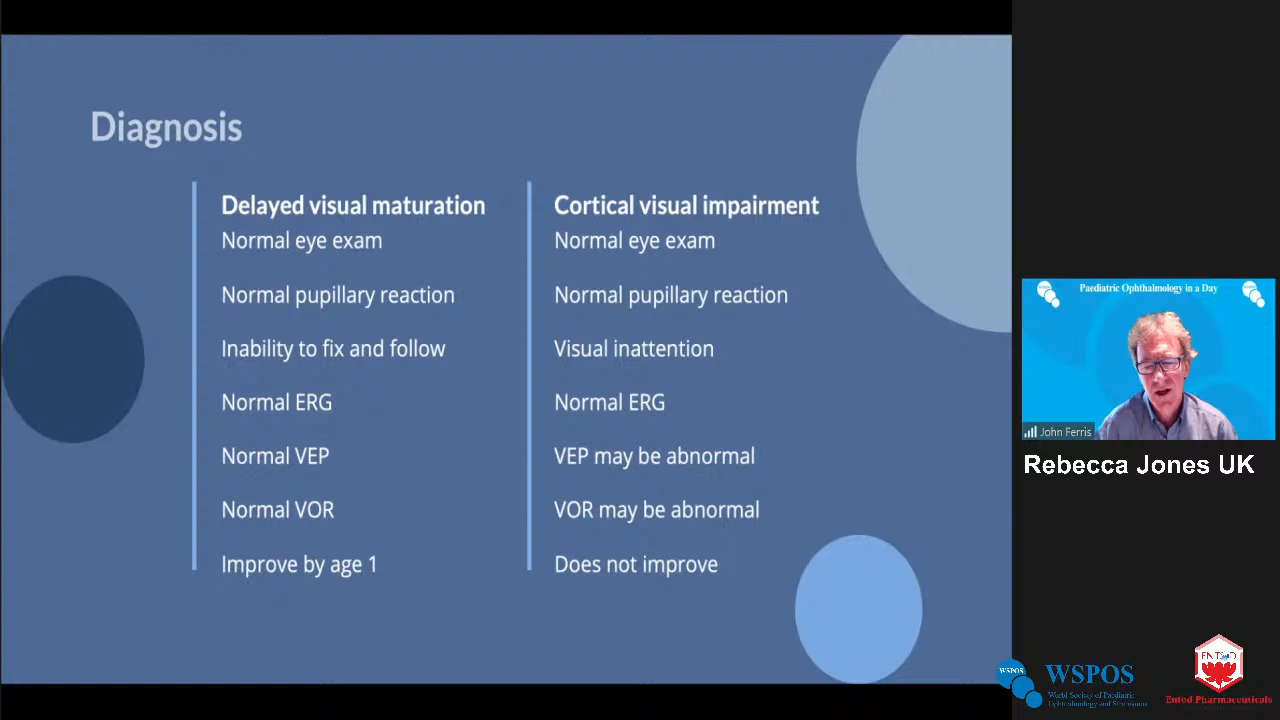 Diagnosis
Delayed visual maturation
Normal eye exam
Normal pupillary reaction
Inability to fix and follow
Normal ERG
Normal VEP
Normal VOR
Improve by age 1
Cortical visual impairment
Normal eye exam
Normal pupillary reaction
Visual inattention
Normal ERG
VEP may be abnormal
VOR may be abnormal
Does not improve
Paediatric Ophthalmology in a Day
John Ferris
Rebecca Jones UK
WSPOS
WSPOS
World Society of Paediatric
Ophthalmology and Strabismus
ENTOD
Entod Pharmaceuticals